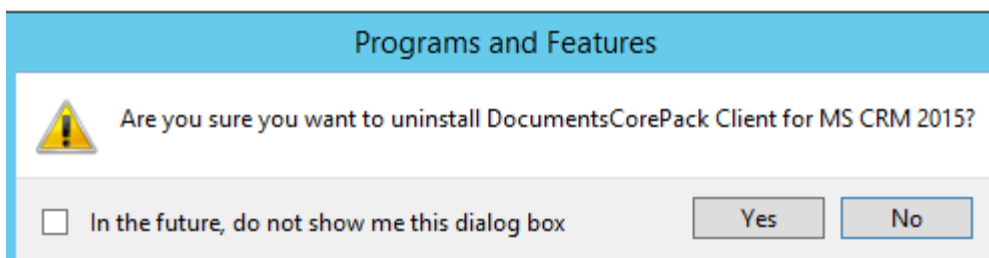 Programs and Features
Are you sure you want to uninstall DocumentsCorePack Client for MS CRM 2015?
In the future, do not show me this dialog box
Yes
No